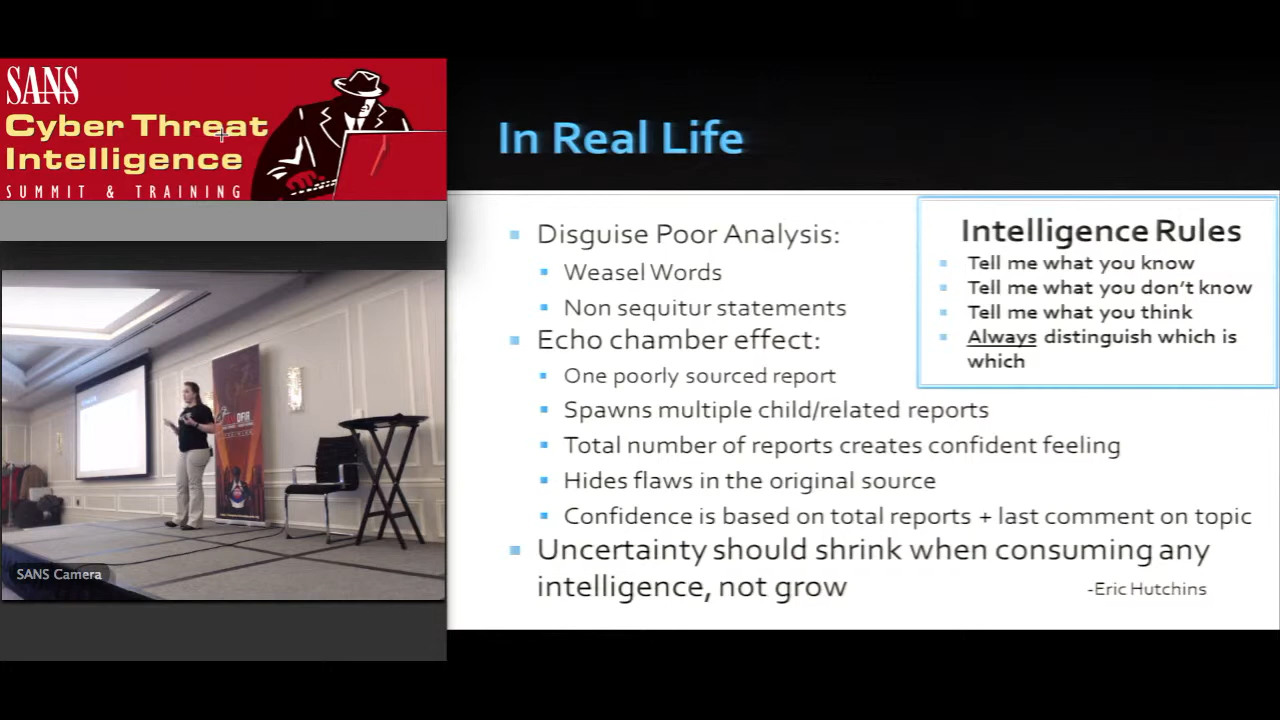 SANS
Cyber Threat
Intelligence
SUMMIT & TRAINING
In Real Life
Disguise Poor Analysis:
Weasel Words
Non sequitur statements
Echo chamber effect:
One poorly sourced report
Spawns multiple child/related reports
Total number of reports creates confident feeling
Hides flaws in the original source
Confidence is based on total reports + last comment on topic
Uncertainty should shrink when consuming any
intelligence, not grow
-Eric Hutchins
Intelligence Rules
Tell me what you know
Tell me what you don't know
Tell me what you think
Always distinguish which is
which
DFIR
SANS Camera